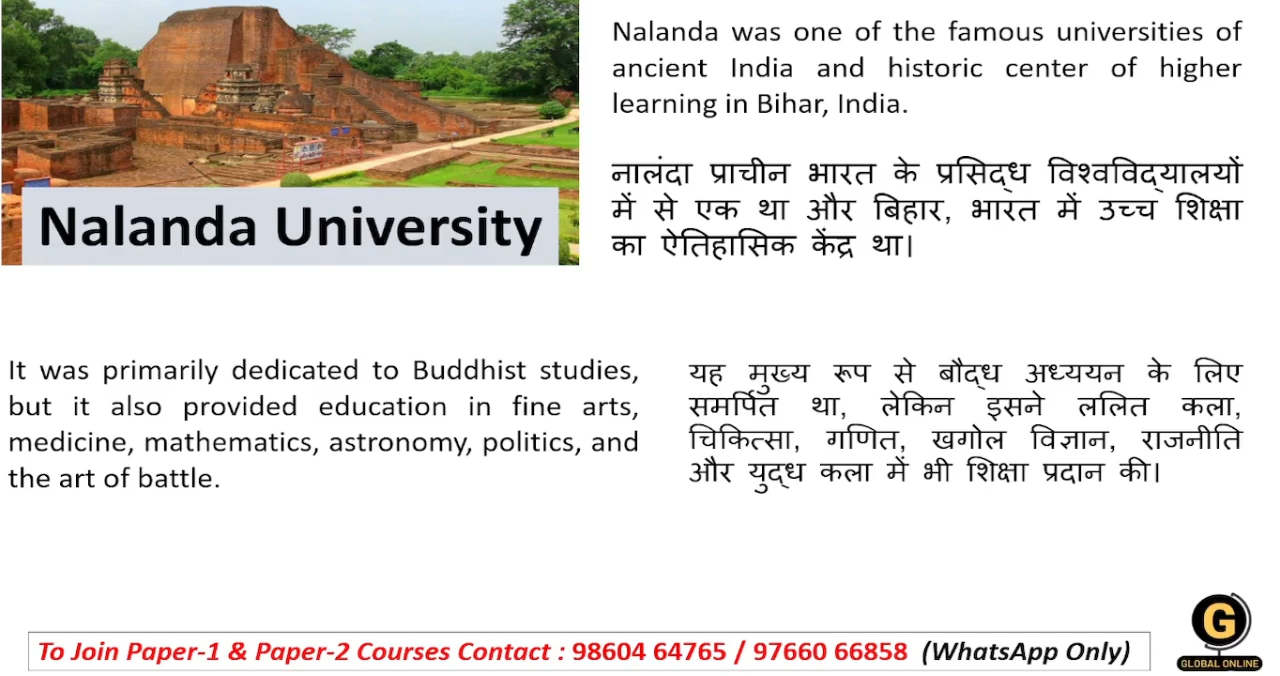 Nalanda University
Nalanda was one of the famous universities of
ancient India and historic center of higher
learning in Bihar, India.
नालंदा प्राचीन भारत के प्रसिद्ध विश्वविद्यालयों
में से एक था और बिहार, भारत में उच्च शिक्षा
का ऐतिहासिक केंद्र था।
It was primarily dedicated to Buddhist studies,
but it also provided education in fine arts,
medicine, mathematics, astronomy, politics, and
the art of battle.
यह मुख्य रूप से बौद्ध अध्ययन के लिए
समर्पित था, लेकिन इसने ललित कला,
चिकित्सा, गणित, खगोल विज्ञान, राजनीति
और युद्ध कला में भी शिक्षा प्रदान की।
To Join Paper-1 & Paper-2 Courses Contact : 98604 64765 / 97660 66858 (WhatsApp Only)
G
GLOBAL ONLINE